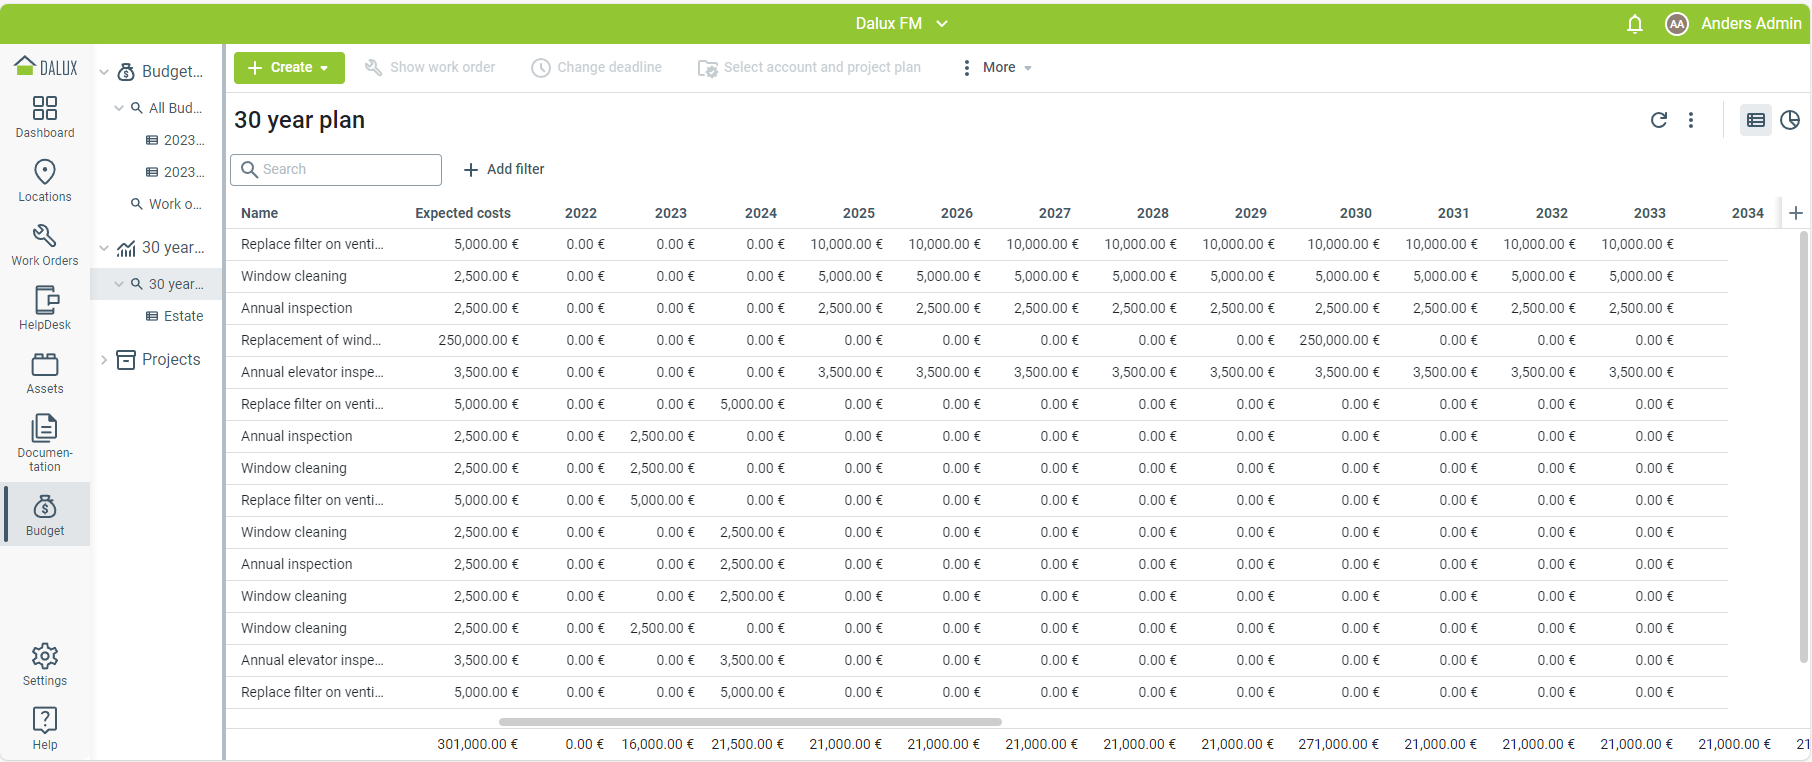 Dalux FM
AA Anders Admin
DALUX
Dashboard
Locations
Work Orders
HelpDesk
Assets
Documen-
tation
Budget
Settings
Help
Budget...
All Bud...
2023...
2023...
Work o...
30 year...
30 year...
Estate
Projects
Create Show work order Change deadline Select account and project plan More
30 year plan
Search Add filter
Name Expected costs 2022 2023 2024 2025 2026 2027 2028 2029 2030 2031 2032 2033 2034
Replace filter on venti... 5,000.00 € 0.00 € 0.00 € 0.00 € 10,000.00 € 10,000.00 € 10,000.00 € 10,000.00 € 10,000.00 € 10,000.00 € 10,000.00 € 10,000.00 € 10,000.00 €
Window cleaning 2,500.00 € 0.00 € 0.00 € 0.00 € 5,000.00 € 5,000.00 € 5,000.00 € 5,000.00 € 5,000.00 € 5,000.00 € 5,000.00 € 5,000.00 € 5,000.00 €
Annual inspection 2,500.00 € 0.00 € 0.00 € 0.00 € 2,500.00 € 2,500.00 € 2,500.00 € 2,500.00 € 2,500.00 € 2,500.00 € 2,500.00 € 2,500.00 € 2,500.00 €
Replacement of wind... 250,000.00 € 0.00 € 0.00 € 0.00 € 0.00 € 0.00 € 0.00 € 0.00 € 0.00 € 250,000.00 € 0.00 € 0.00 € 0.00 €
Annual elevator inspe... 3,500.00 € 0.00 € 0.00 € 0.00 € 3,500.00 € 3,500.00 € 3,500.00 € 3,500.00 € 3,500.00 € 3,500.00 € 3,500.00 € 3,500.00 € 3,500.00 €
Replace filter on venti... 5,000.00 € 0.00 € 0.00 € 5,000.00 € 0.00 € 0.00 € 0.00 € 0.00 € 0.00 € 0.00 € 0.00 € 0.00 € 0.00 €
Annual inspection 2,500.00 € 0.00 € 2,500.00 € 0.00 € 0.00 € 0.00 € 0.00 € 0.00 € 0.00 € 0.00 € 0.00 € 0.00 € 0.00 €
Window cleaning 2,500.00 € 0.00 € 2,500.00 € 0.00 € 0.00 € 0.00 € 0.00 € 0.00 € 0.00 € 0.00 € 0.00 € 0.00 € 0.00 €
Replace filter on venti... 5,000.00 € 0.00 € 5,000.00 € 0.00 € 0.00 € 0.00 € 0.00 € 0.00 € 0.00 € 0.00 € 0.00 € 0.00 € 0.00 €
Window cleaning 2,500.00 € 0.00 € 0.00 € 2,500.00 € 0.00 € 0.00 € 0.00 € 0.00 € 0.00 € 0.00 € 0.00 € 0.00 € 0.00 €
Annual inspection 2,500.00 € 0.00 € 0.00 € 2,500.00 € 0.00 € 0.00 € 0.00 € 0.00 € 0.00 € 0.00 € 0.00 € 0.00 € 0.00 €
Window cleaning 2,500.00 € 0.00 € 0.00 € 2,500.00 € 0.00 € 0.00 € 0.00 € 0.00 € 0.00 € 0.00 € 0.00 € 0.00 € 0.00 €
Window cleaning 2,500.00 € 0.00 € 2,500.00 € 0.00 € 0.00 € 0.00 € 0.00 € 0.00 € 0.00 € 0.00 € 0.00 € 0.00 € 0.00 €
Annual elevator inspe... 3,500.00 € 0.00 € 0.00 € 3,500.00 € 0.00 € 0.00 € 0.00 € 0.00 € 0.00 € 0.00 € 0.00 € 0.00 € 0.00 €
Replace filter on venti... 5,000.00 € 0.00 € 0.00 € 5,000.00 € 0.00 € 0.00 € 0.00 € 0.00 € 0.00 € 0.00 € 0.00 € 0.00 € 0.00 €
301,000.00 € 0.00 € 16,000.00 € 21,500.00 € 21,000.00 € 21,000.00 € 21,000.00 € 21,000.00 € 21,000.00 € 271,000.00 € 21,000.00 € 21,000.00 € 21,000.00 € 21,000.00 € 21